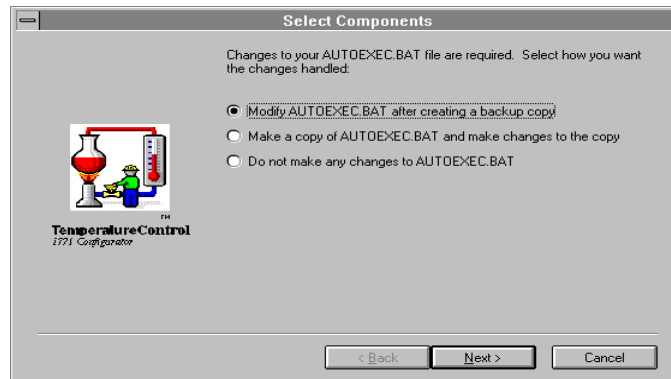 Select Components
Changes to your AUTOEXEC.BAT file are required. Select how you want
the changes handled:
Modify AUTOEXEC.BAT after creating a backup copy
Make a copy of AUTOEXEC.BAT and make changes to the copy
Do not make any changes to AUTOEXEC.BAT
TM
TemperatureControl
1771 Configurator
< Back
Next >
Cancel